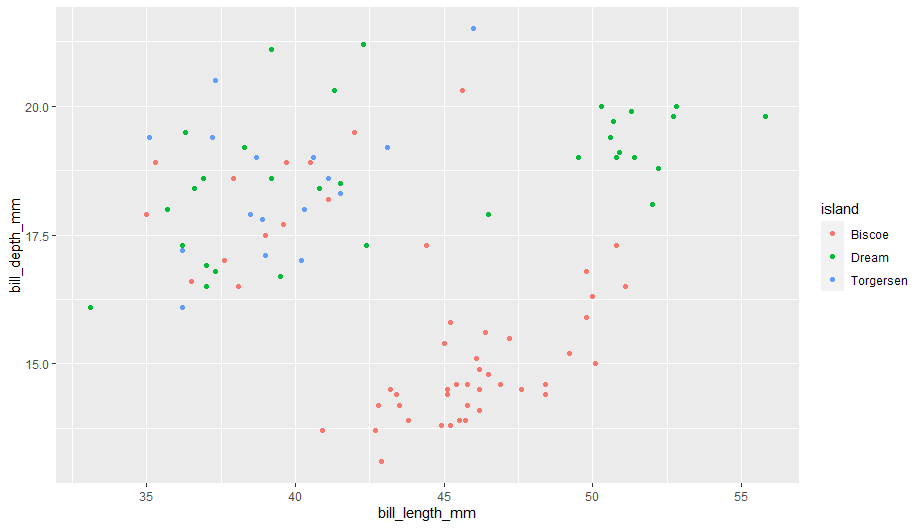 20.0
17.5
15.0
bill_depth_mm
35
40
45
50
55
bill_length_mm
island
Biscoe
Dream
Torgersen